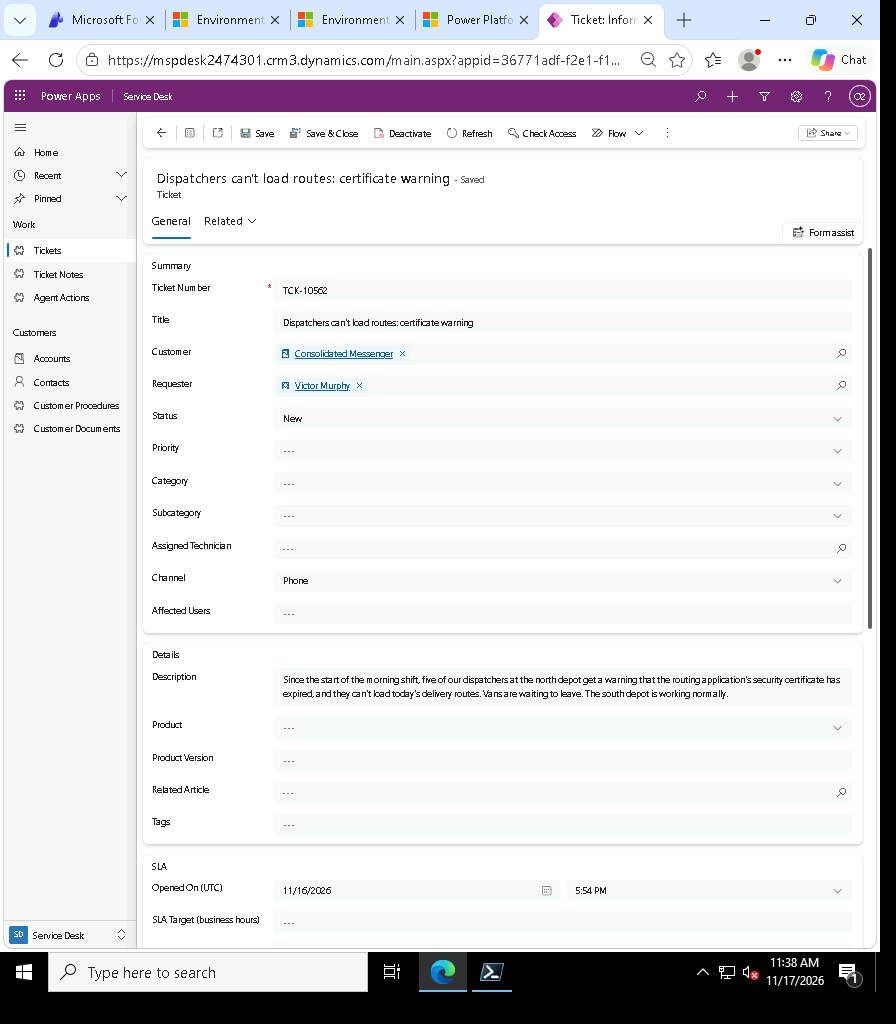 Microsoft Fo
Environment
Environment
Power Platfo
Ticket: Inforr
https://mspdesk2474301.crm3.dynamics.com/main.aspx?appid=36771adf-f2e1-f1...
Chat
Power Apps
Service Desk
Home
Recent
Pinned
Work
Tickets
Ticket Notes
Agent Actions
Customers
Accounts
Contacts
Customer Procedures
Customer Documents
SD Service Desk
Save
Save & Close
Deactivate
Refresh
Check Access
Flow
Share
Dispatchers can't load routes: certificate warning - Saved
Ticket
General
Related
Form assist
Summary
Ticket Number * TCK-10562
Title Dispatchers can't load routes: certificate warning
Customer Consolidated Messenger
Requester Victor Murphy
Status New
Priority ---
Category ---
Subcategory ---
Assigned Technician ---
Channel Phone
Affected Users ---
Details
Description Since the start of the morning shift, five of our dispatchers at the north depot get a warning that the routing application's security certificate has
expired, and they can't load today's delivery routes. Vans are waiting to leave. The south depot is working normally.
Product ---
Product Version ---
Related Article ---
Tags ---
SLA
Opened On (UTC) 11/16/2026 5:54 PM
SLA Target (business hours) ---
Type here to search
11:38 AM
11/17/2026
1